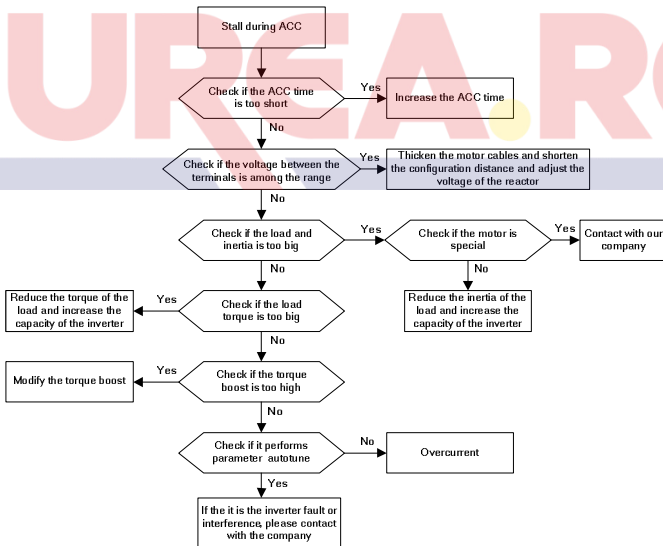 UREA.RO
Stall during ACC
Check if the ACC time
is too short
Yes
Increase the ACC time
No
Check if the voltage between the
terminals is among the range
Yes
Thicken the motor cables and shorten
the configuration distance and adjust the
voltage of the reactor
No
Check if the load and
inertia is too big
Yes
Check if the motor is
special
Yes
Contact with our
company
No
No
Reduce the torque of the
load and increase the
capacity of the inverter
Yes
Check if the load
torque is too big
Reduce the inertia of the
load and increase the
capacity of the inverter
No
Modify the torque boost
Yes
Check if the torque
boost is too high
No
Check if it performs
parameter autotune
No
Overcurrent
Yes
If the it is the inverter fault or
interference, please contact
with the company